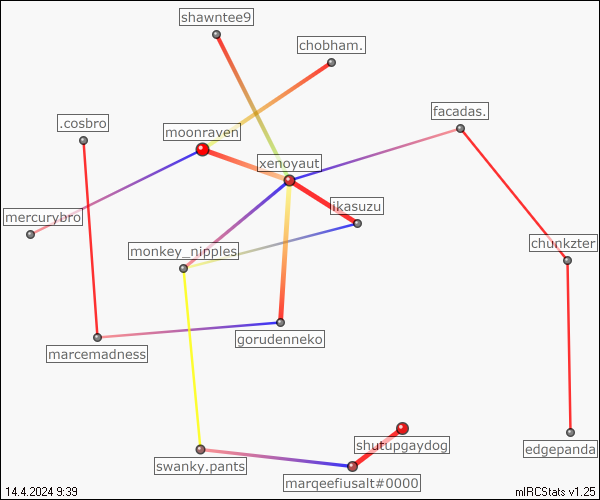 shawntee9
chobham.
facadas.
.cosbro
moonraven
xenoyaut
ikasuzu
mercurybro
monkey_nipples
chunkzter
gorudenneko
marcemadness
shutupgaydog
edgepanda
swanky.pants
marqeefiusalt#0000
14.4.2024 9:39
mIRCStats v1.25